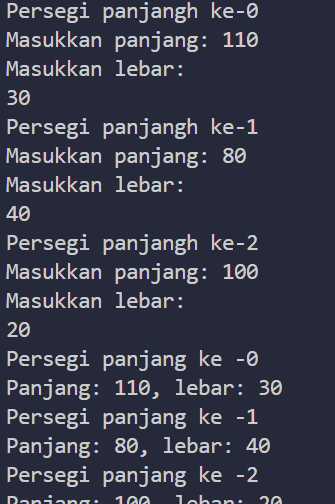 Persegi panjangh ke-0
Masukkan panjang: 110
Masukkan lebar:
30
Persegi panjangh ke-1
Masukkan panjang: 80
Masukkan lebar:
40
Persegi panjangh ke-2
Masukkan panjang: 100
Masukkan lebar:
20
Persegi panjang ke -0
Panjang: 110, lebar: 30
Persegi panjang ke -1
Panjang: 80, lebar: 40
Persegi panjang ke -2
Panjang: 100, lebar: 20